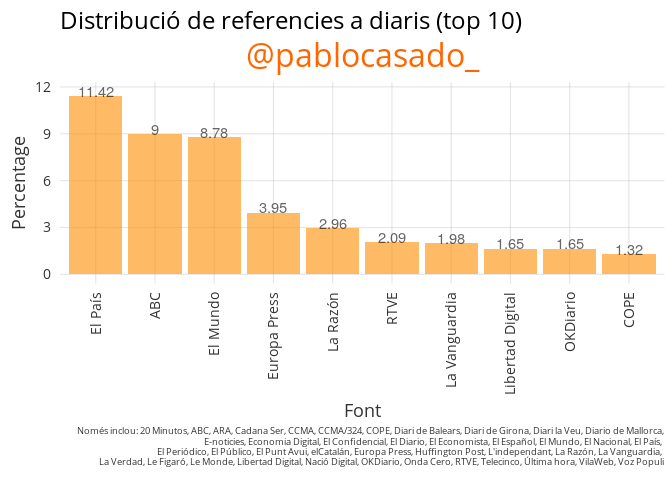 Distribució de referencies a diaris (top 10)
@pablocasado_
12
9
6
3
0
Percentage
11.42
9
8.78
3.95
2.96
2.09
1.98
1.65
1.65
1.32
El País
ABC
El Mundo
Europa Press
La Razón
RTVE
La Vanguardia
Libertad Digital
OKDiario
COPE
Font
Només inclou: 20 Minutos, ABC, ARA, Cadana Ser, CCMA, CCMA/324, COPE, Diari de Balears, Diari de Girona, Diari la Veu, Diario de Mallorca,
E-noticies, Economia Digital, El Confidencial, El Diario, El Economista, El Español, El Mundo, El Nacional, El País,
El Periódico, El Público, El Punt Avui, elCatalán, Europa Press, Huffington Post, L'independant, La Razón, La Vanguardia,
La Verdad, Le Figaró, Le Monde, Libertad Digital, Nació Digital, OKDiario, Onda Cero, RTVE, Telecinco, Última hora, VilaWeb, Voz Populi